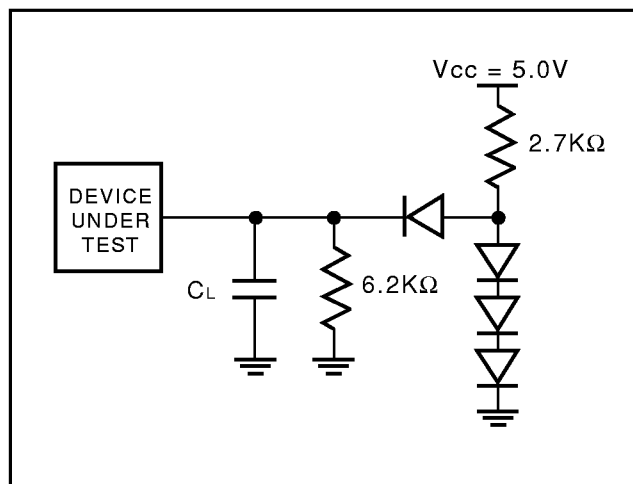 Vcc = 5.0V
2.7KΩ
DEVICE
UNDER
TEST
CL
6.2KΩ